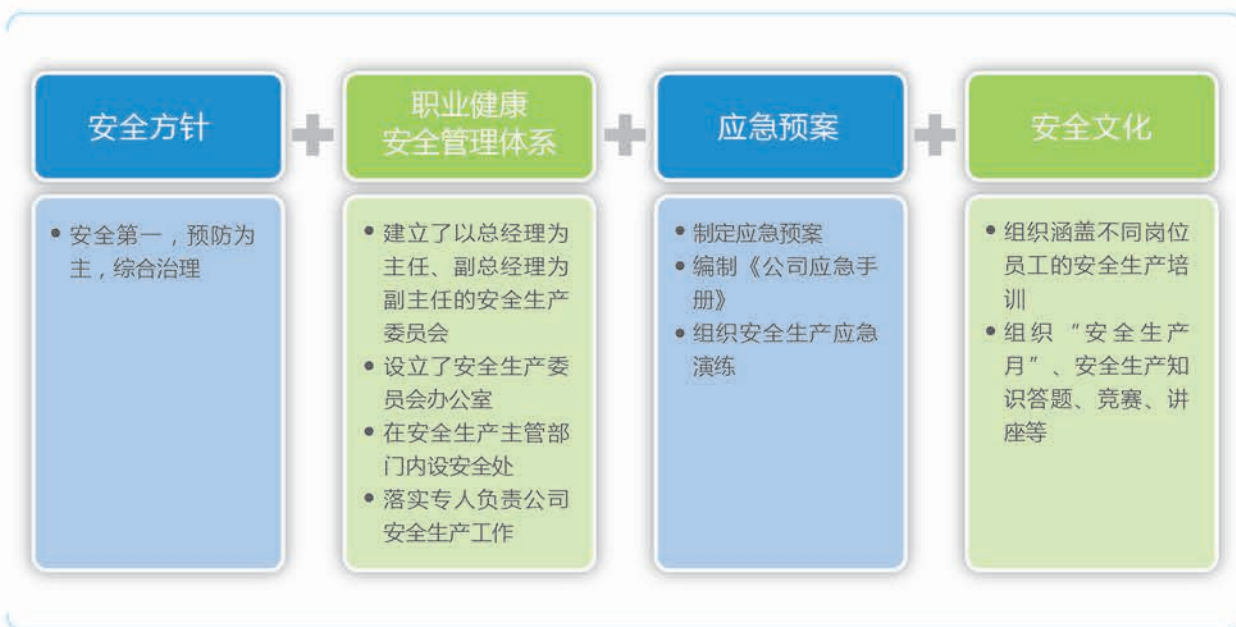 安全方针
职业健康
安全管理体系
应急预案
安全文化
安全第一，预防为
主，综合治理
建立了以总经理为
主任、副总经理为
副主任的安全生产
委员会
设立了安全生产委
员会办公室
在安全生产主管部
门内设安全处
落实专人负责公司
安全生产工作
制定应急预案
编制《公司应急手
册》
组织安全生产应急
演练
组织涵盖不同岗位
员工的安全生产培
训
组织“安全生产
月”、安全生产知
识答题、竞赛、讲
座等